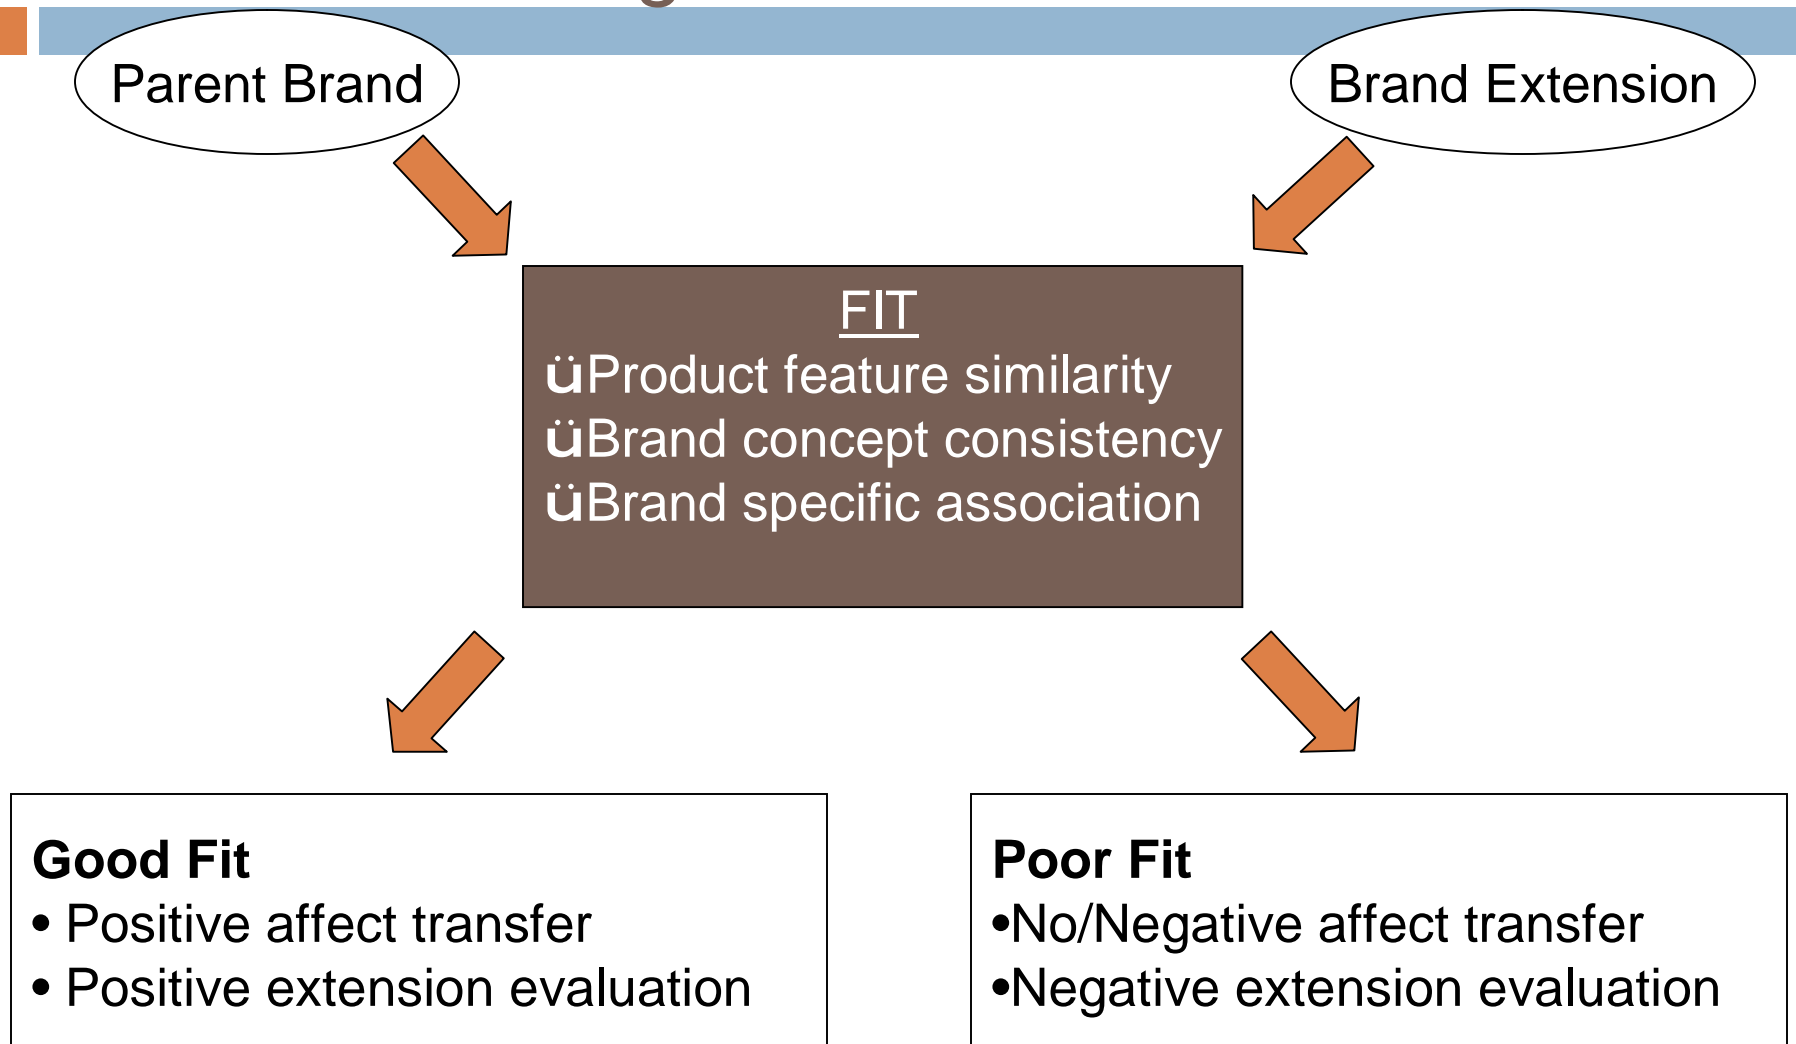 Parent Brand
Brand Extension
FIT
üProduct feature similarity
üBrand concept consistency
üBrand specific association
Good Fit
• Positive affect transfer
• Positive extension evaluation
Poor Fit
•No/Negative affect transfer
•Negative extension evaluation